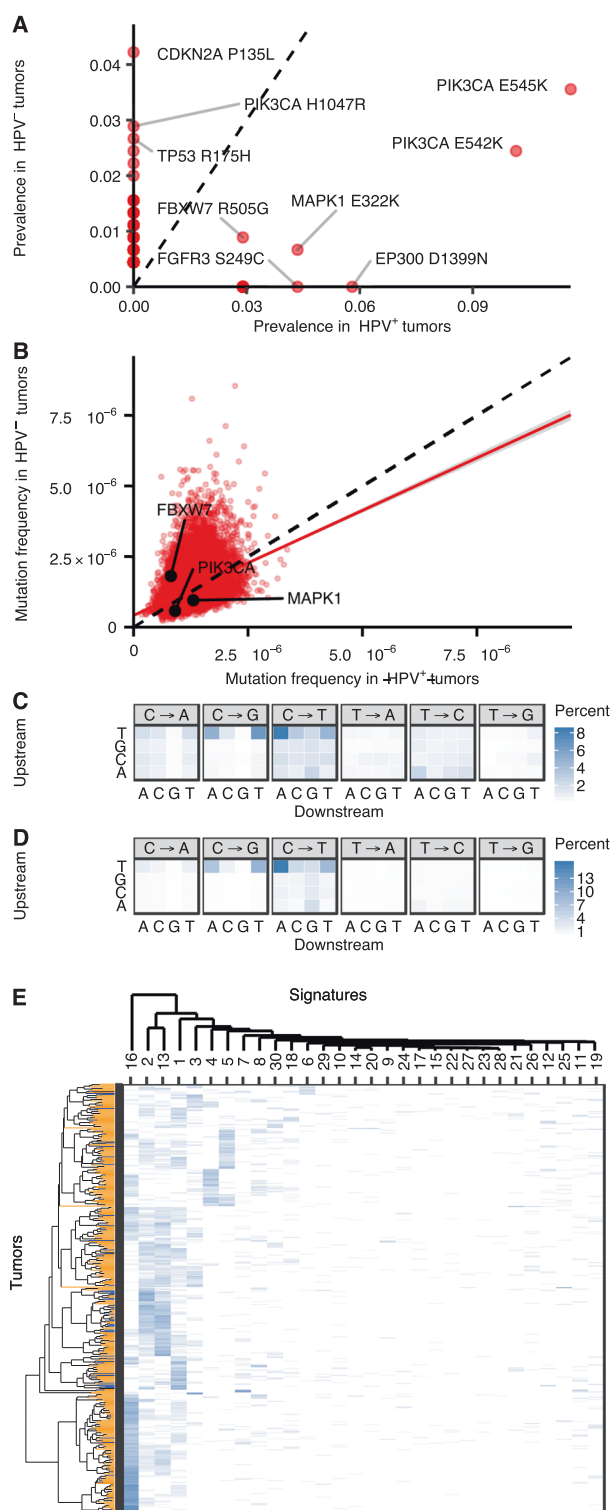 A
Prevalence in HPV⁻ tumors
0.04
0.03
0.02
0.01
0.00
CDKN2A P135L
PIK3CA H1047R
TP53 R175H
PIK3CA E545K
PIK3CA E542K
FBXW7 R505G
MAPK1 E322K
FGFR3 S249C
EP300 D1399N
0.00 0.03 0.06 0.09
Prevalence in HPV⁺ tumors
B
Mutation frequency in HPV⁻ tumors
7.5 10⁻⁶
5.0 10⁻⁶
2.5 × 10⁻⁶
0
FBXW7
PIK3CA
MAPK1
0 2.5 10⁻⁶ 5.0 10⁻⁶ 7.5 10⁻⁶
Mutation frequency in HPV⁺ tumors
C
Upstream
C → A C → G C → T T → A T → C T → G
T
G
C
A
A C G T A C G T A C G T A C G T A C G T A C G T
Downstream
Percent
8
6
4
2
D
Upstream
C → A C → G C → T T → A T → C T → G
T
G
C
A
A C G T A C G T A C G T A C G T A C G T A C G T
Downstream
Percent
13
10
7
4
1
E
Signatures
16 2 13 1 3 4 5 7 8 30 18 6 29 10 14 20 9 24 17 15 22 27 23 28 21 26 12 25 11 19
Tumors